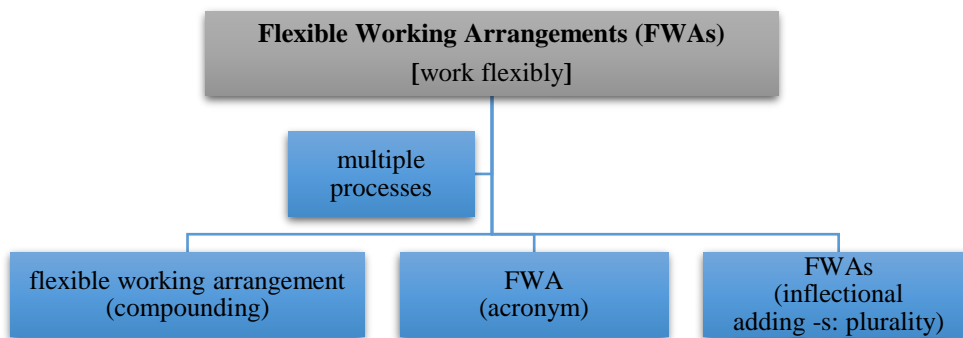 Flexible Working Arrangements (FWAs)
[work flexibly]
multiple
processes
flexible working arrangement
(compounding)
FWA
(acronym)
FWAs
(inflectional
adding -s: plurality)